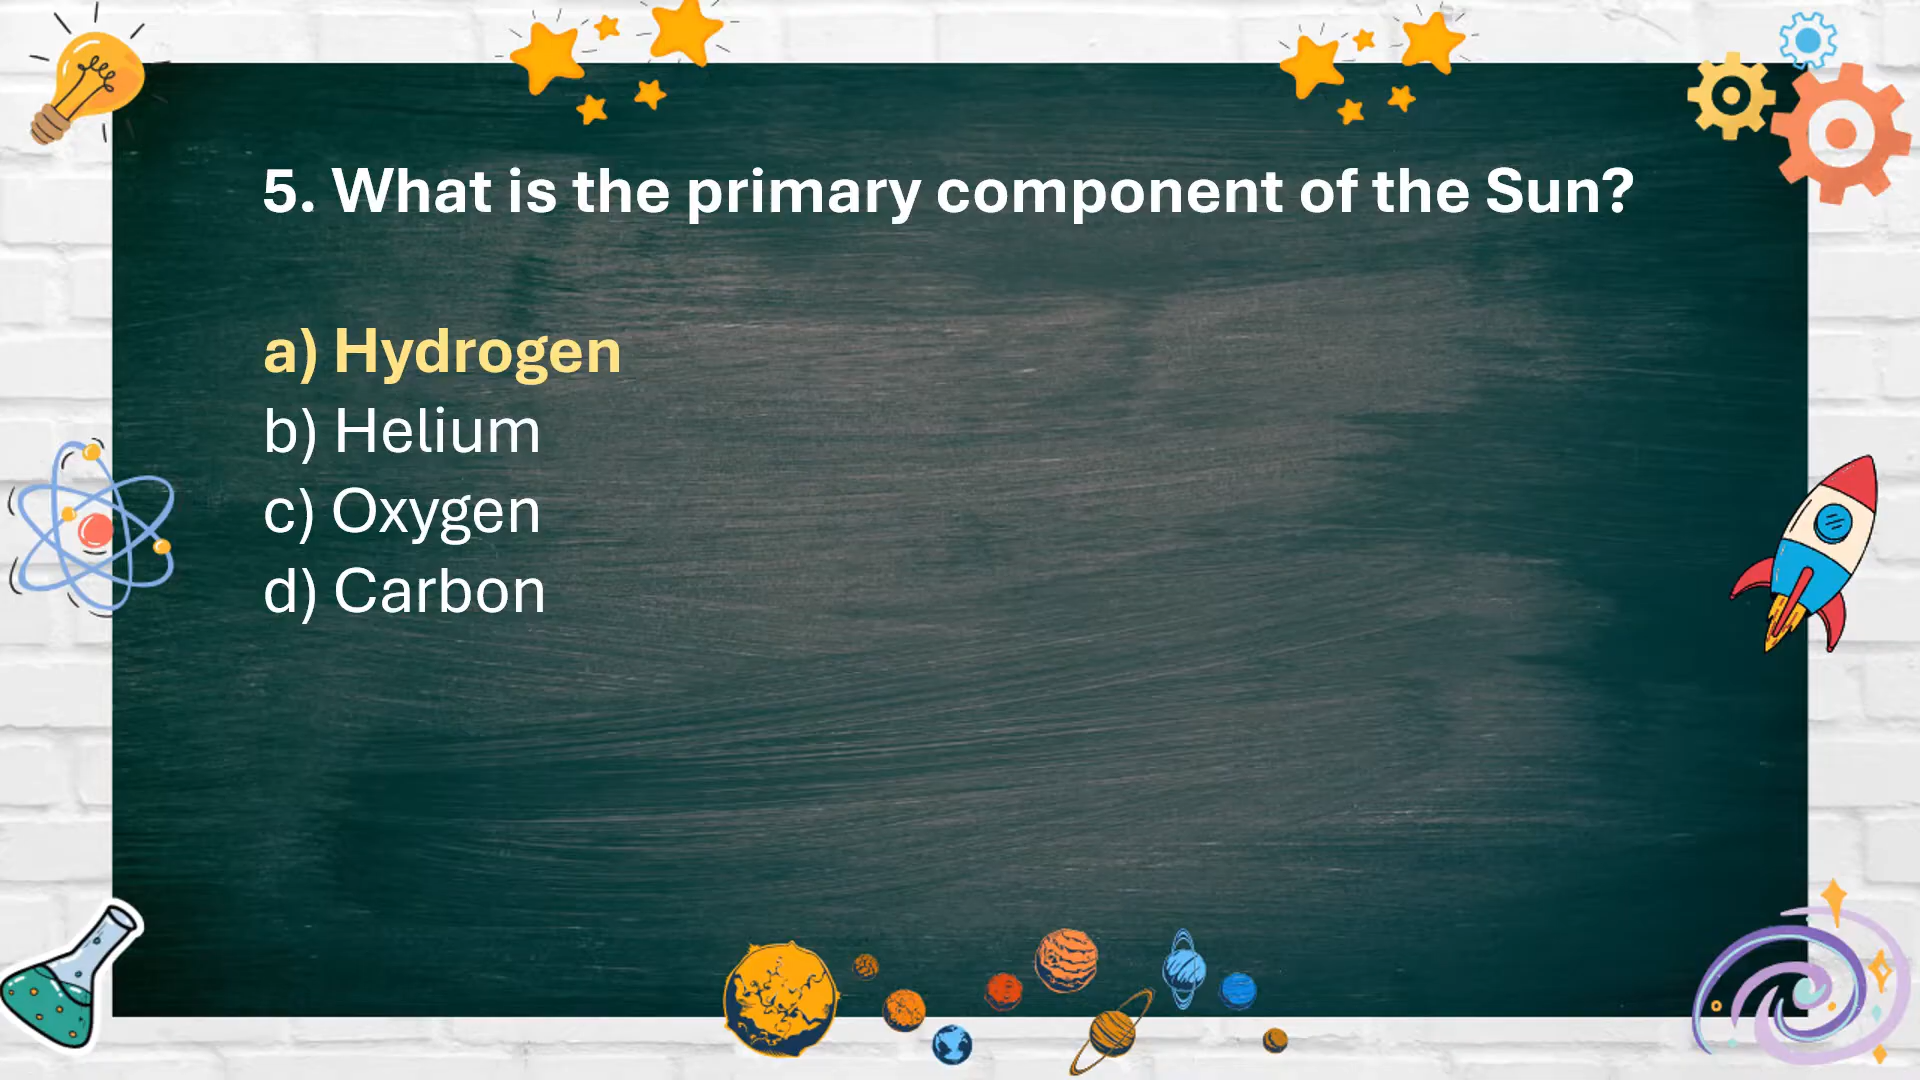 5. What is the primary component of the Sun?
a) Hydrogen
b) Helium
c) Oxygen
d) Carbon